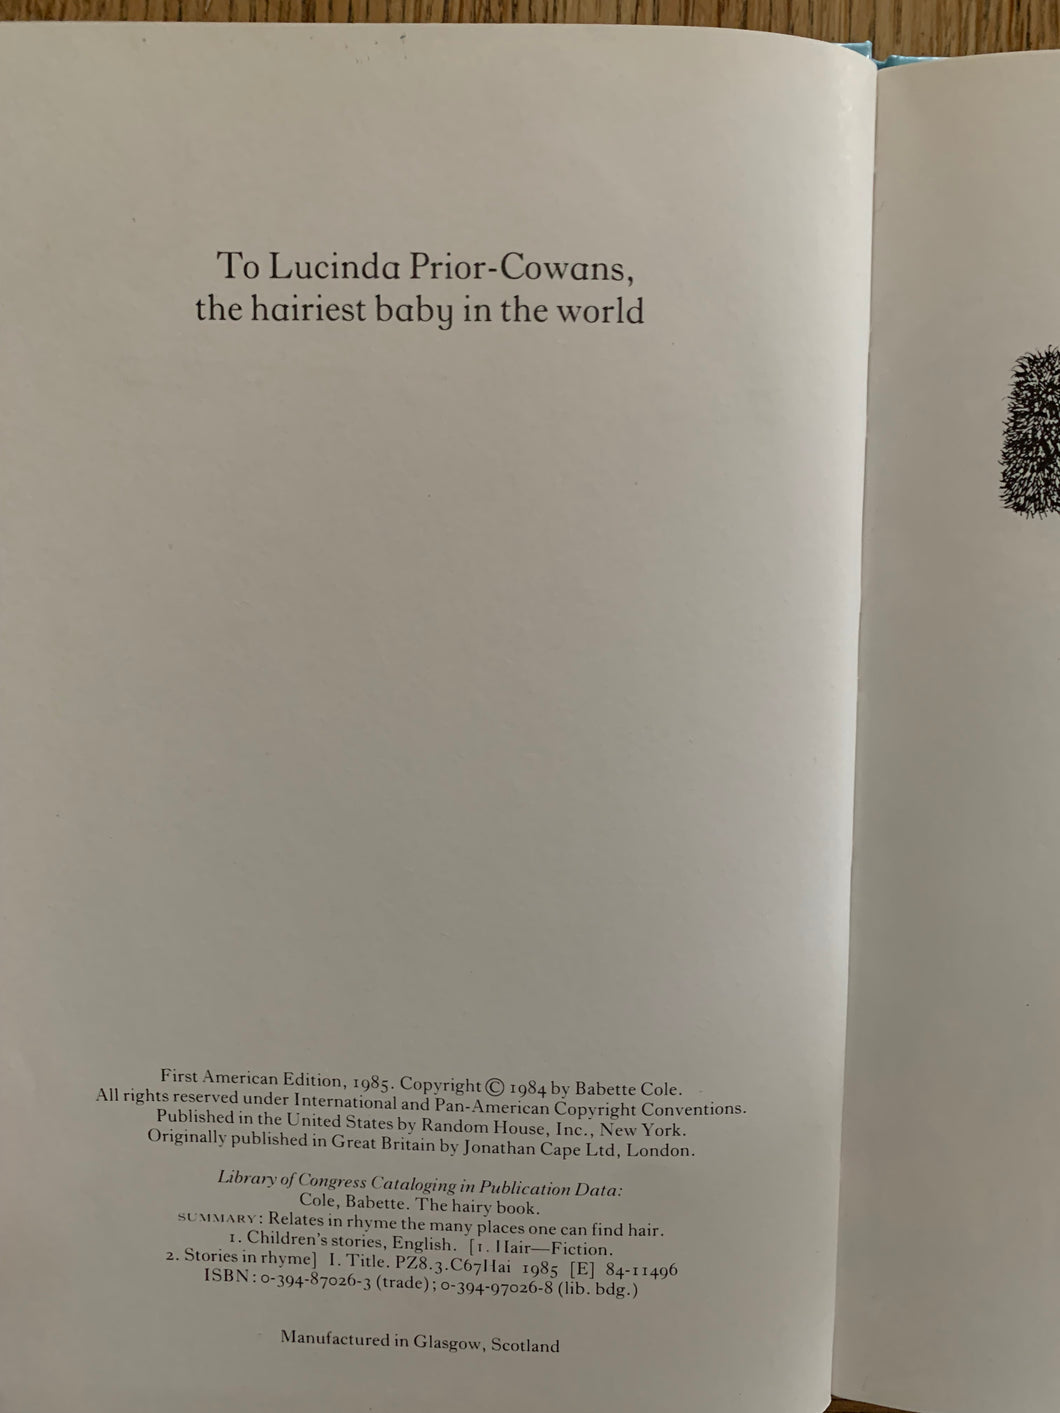 To Lucinda Prior-Cowans,
the hairiest baby in the world
First American Edition, 1985. Copyright © 1984 by Babette Cole.
All rights reserved under International and Pan-American Copyright Conventions.
Published in the United States by Random House, Inc., New York.
Originally published in Great Britain by Jonathan Cape Ltd, London.
Library of Congress Cataloging in Publication Data:
Cole, Babette. The hairy book.
SUMMARY: Relates in rhyme the many places one can find hair.
1. Children's stories, English. [1. Hair—Fiction.
2. Stories in rhyme] I. Title. PZ8.3.C67Hai 1985 [E] 84-11496
ISBN: 0-394-87026-3 (trade); 0-394-97026-8 (lib. bdg.)
Manufactured in Glasgow, Scotland